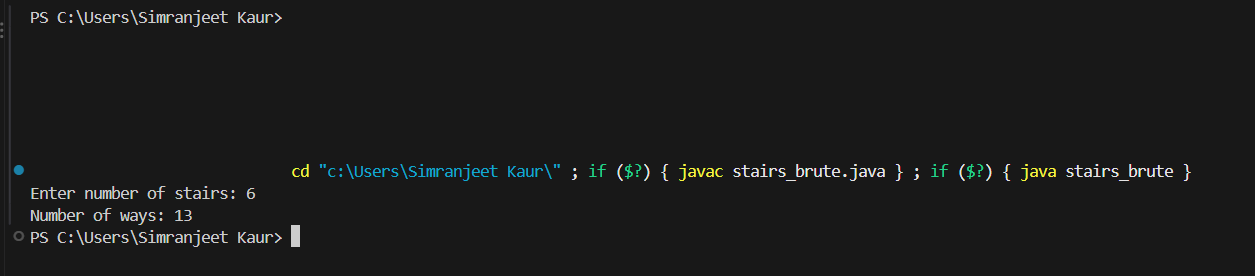 PS C:\Users\Simranjeet Kaur>
cd "c:\Users\Simranjeet Kaur\" ; if ($?) { javac stairs_brute.java } ; if ($?) { java stairs_brute }
Enter number of stairs: 6
Number of ways: 13
PS C:\Users\Simranjeet Kaur>